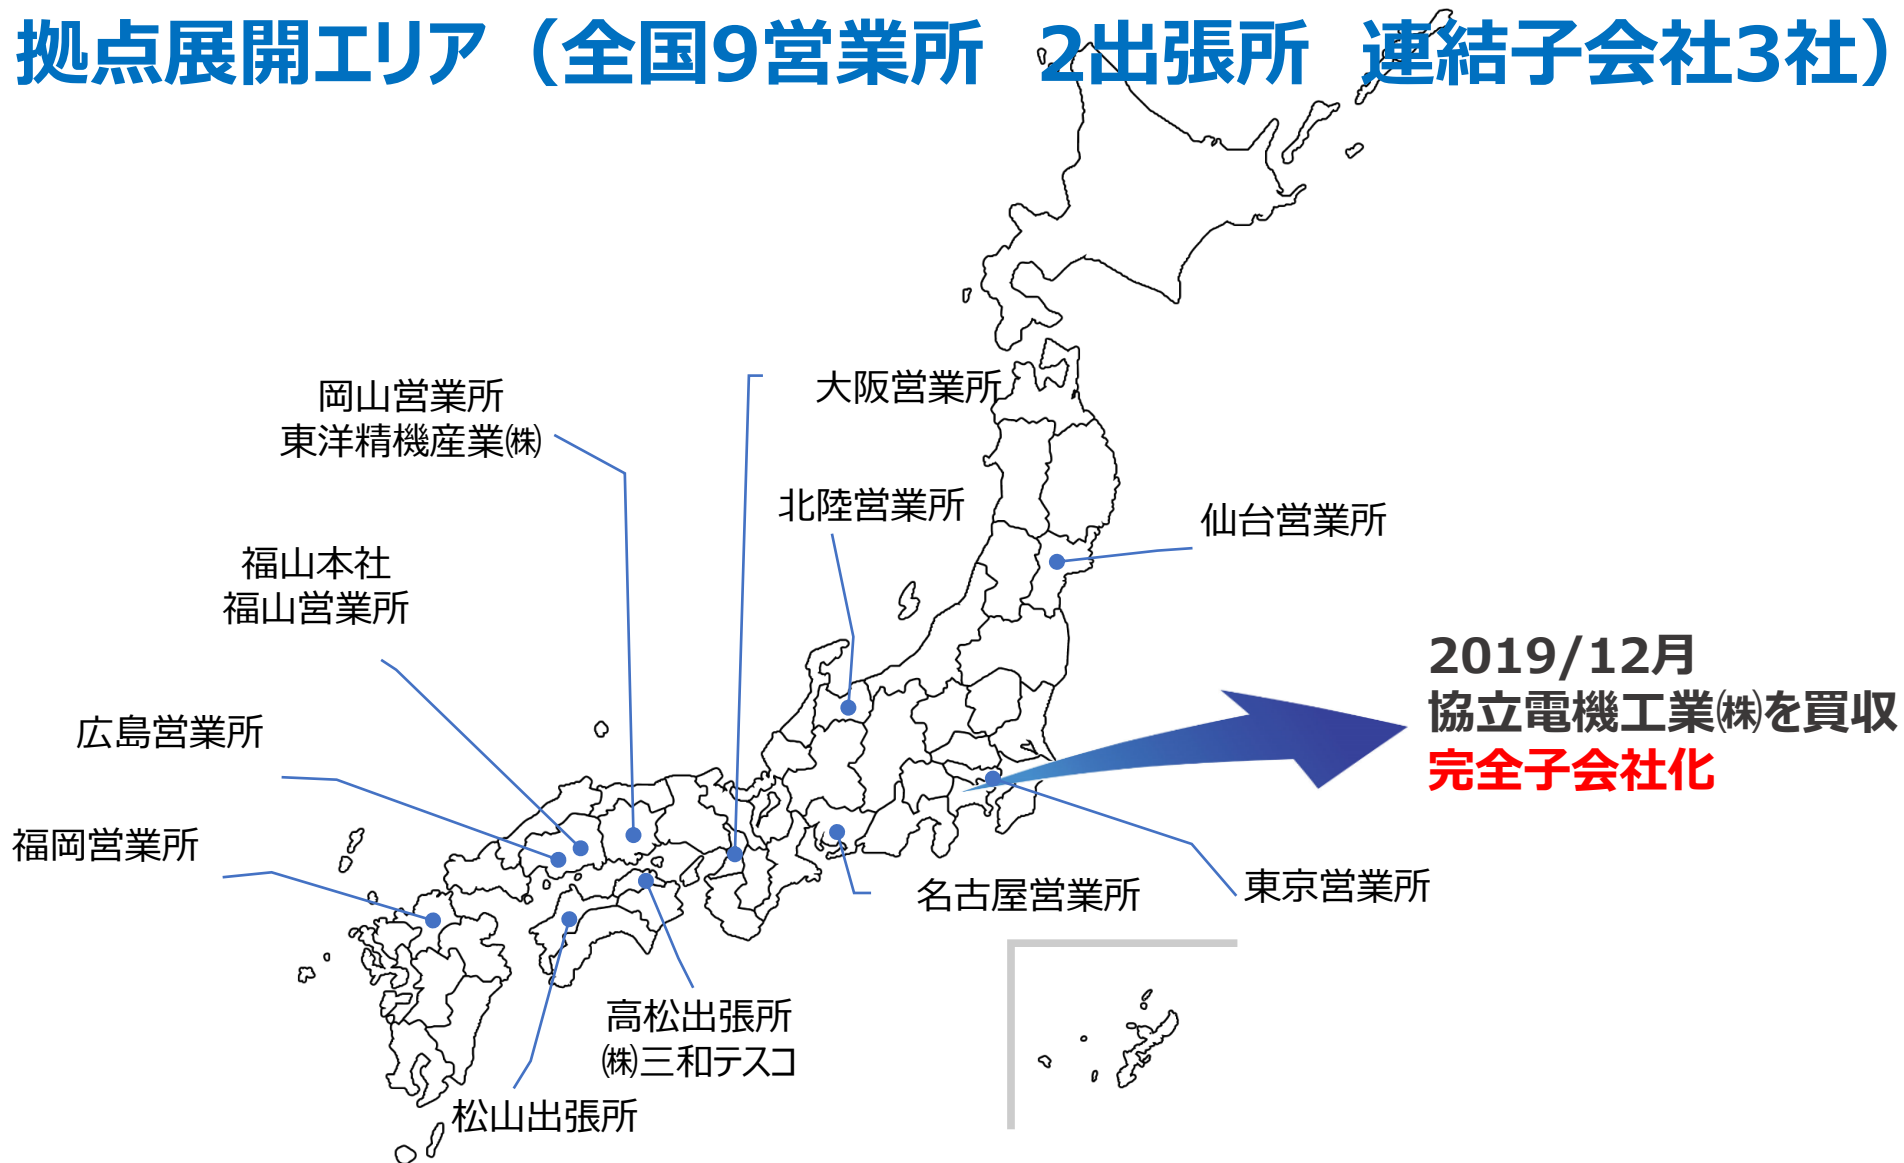 拠点展開エリア（全国9営業所　2出張所　連結子会社3社）
大阪営業所
岡山営業所
東洋精機産業㈱
北陸営業所
仙台営業所
福山本社
福山営業所
2019/12月
協立電機工業㈱を買収
完全子会社化
広島営業所
福岡営業所
名古屋営業所
東京営業所
高松出張所
㈱三和テスコ
松山出張所